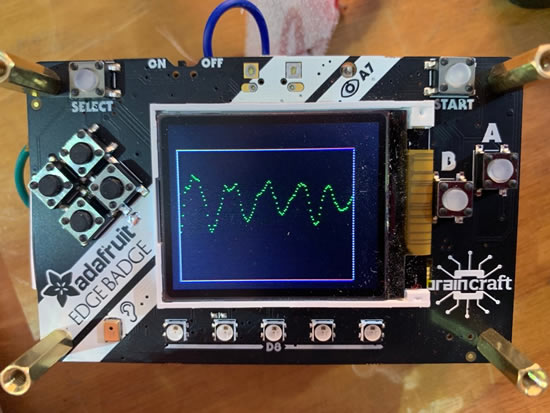 ON OFF
A7
SELECT
START
A
B
adafruit
EDGE BADGE
braincraft
D8